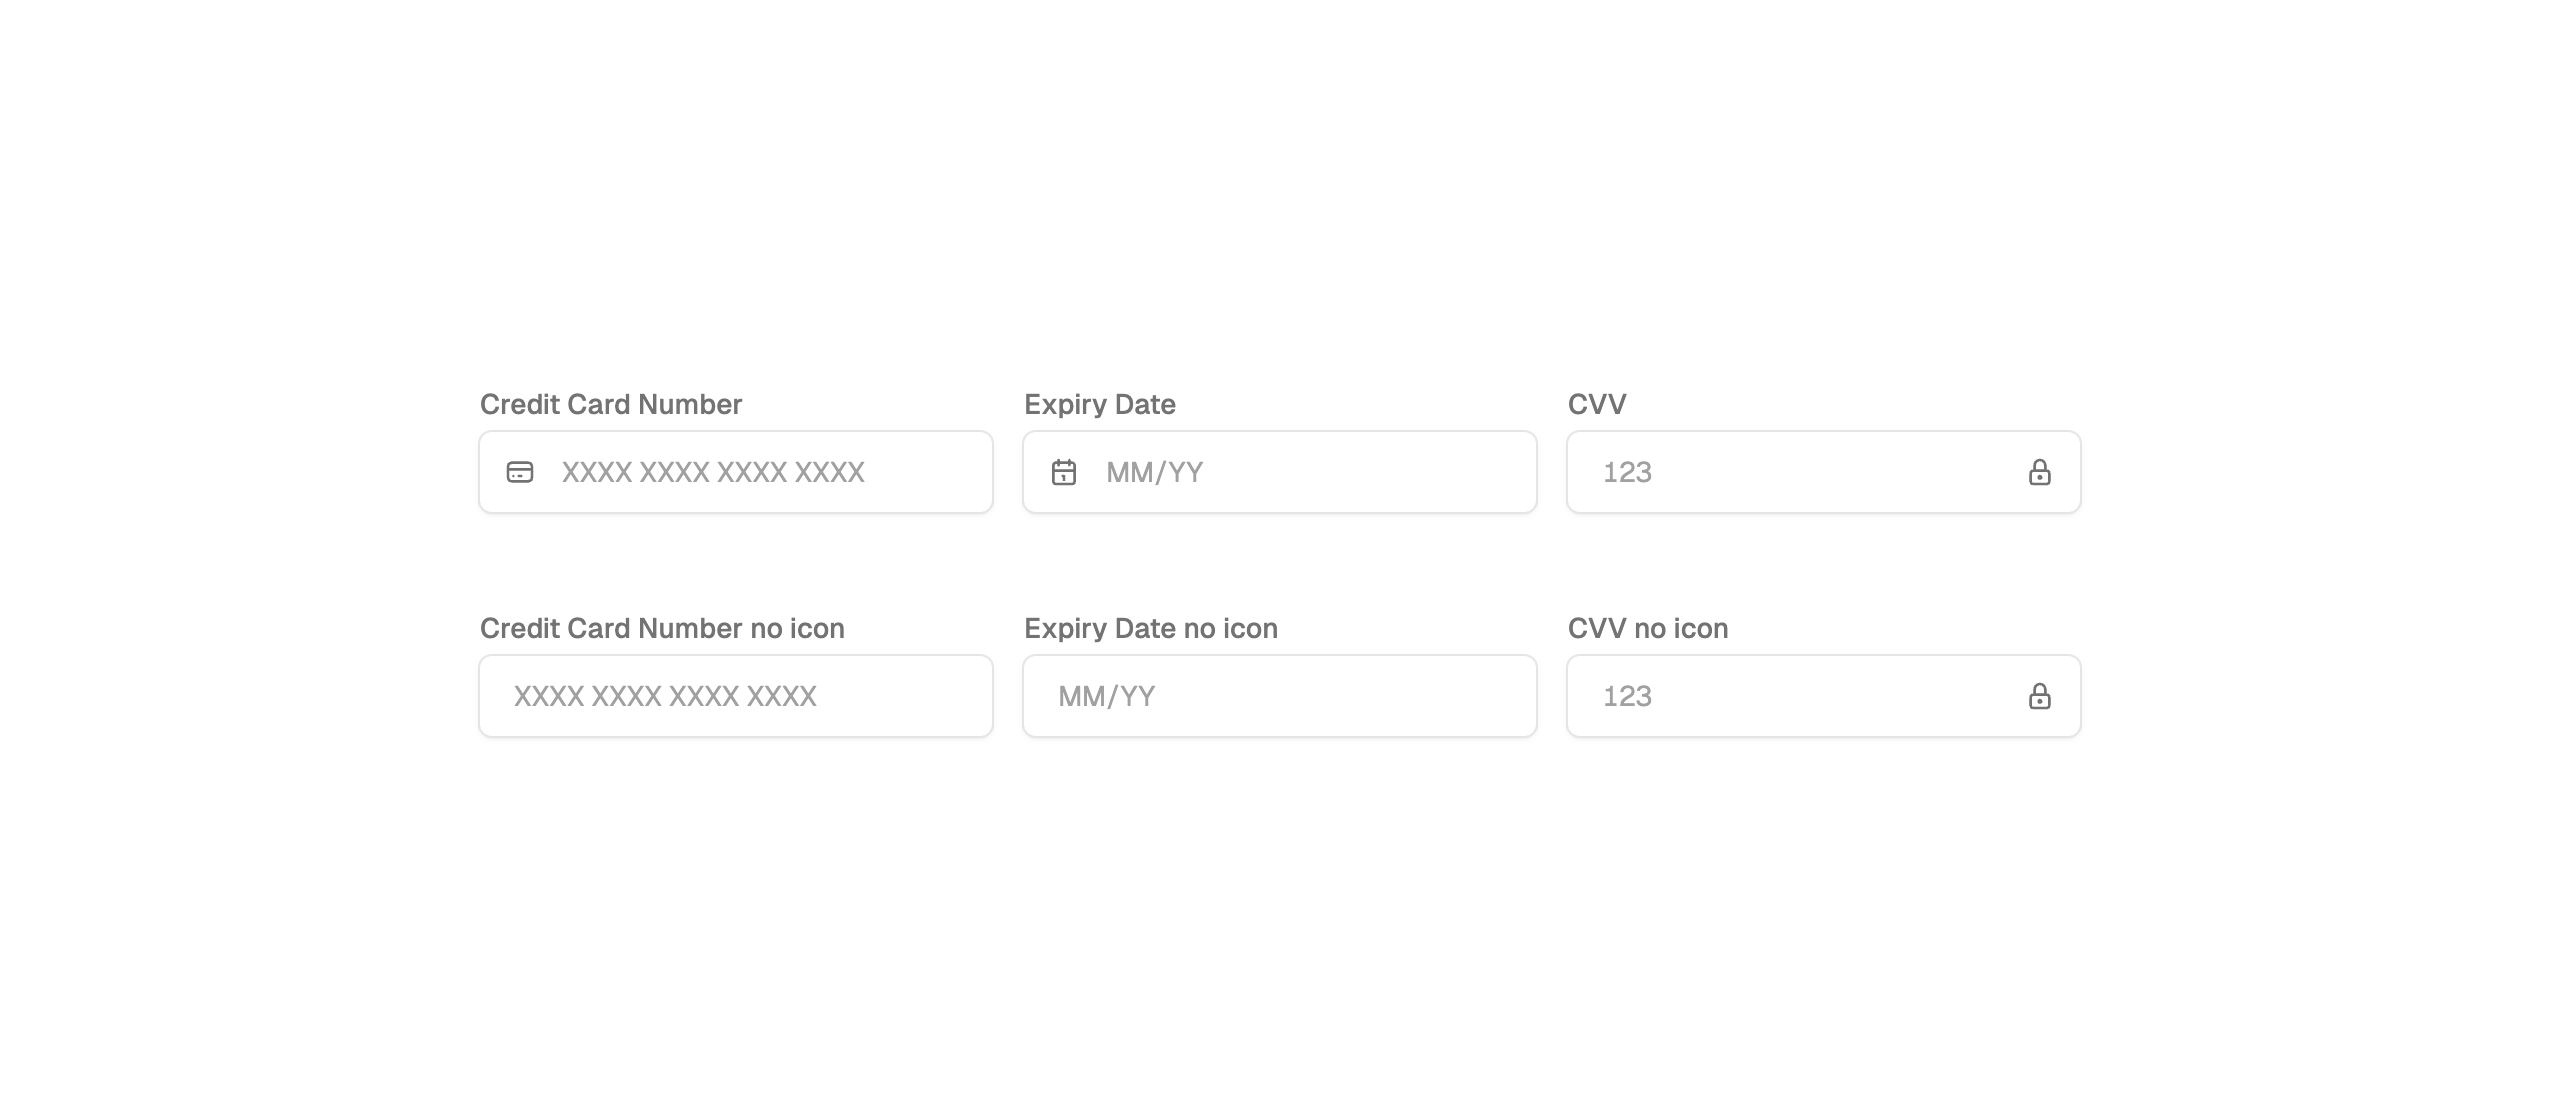 Credit Card Number
XXXX XXXX XXXX XXXX
Expiry Date
MM/YY
CVV
123
Credit Card Number no icon
XXXX XXXX XXXX XXXX
Expiry Date no icon
MM/YY
CVV no icon
123